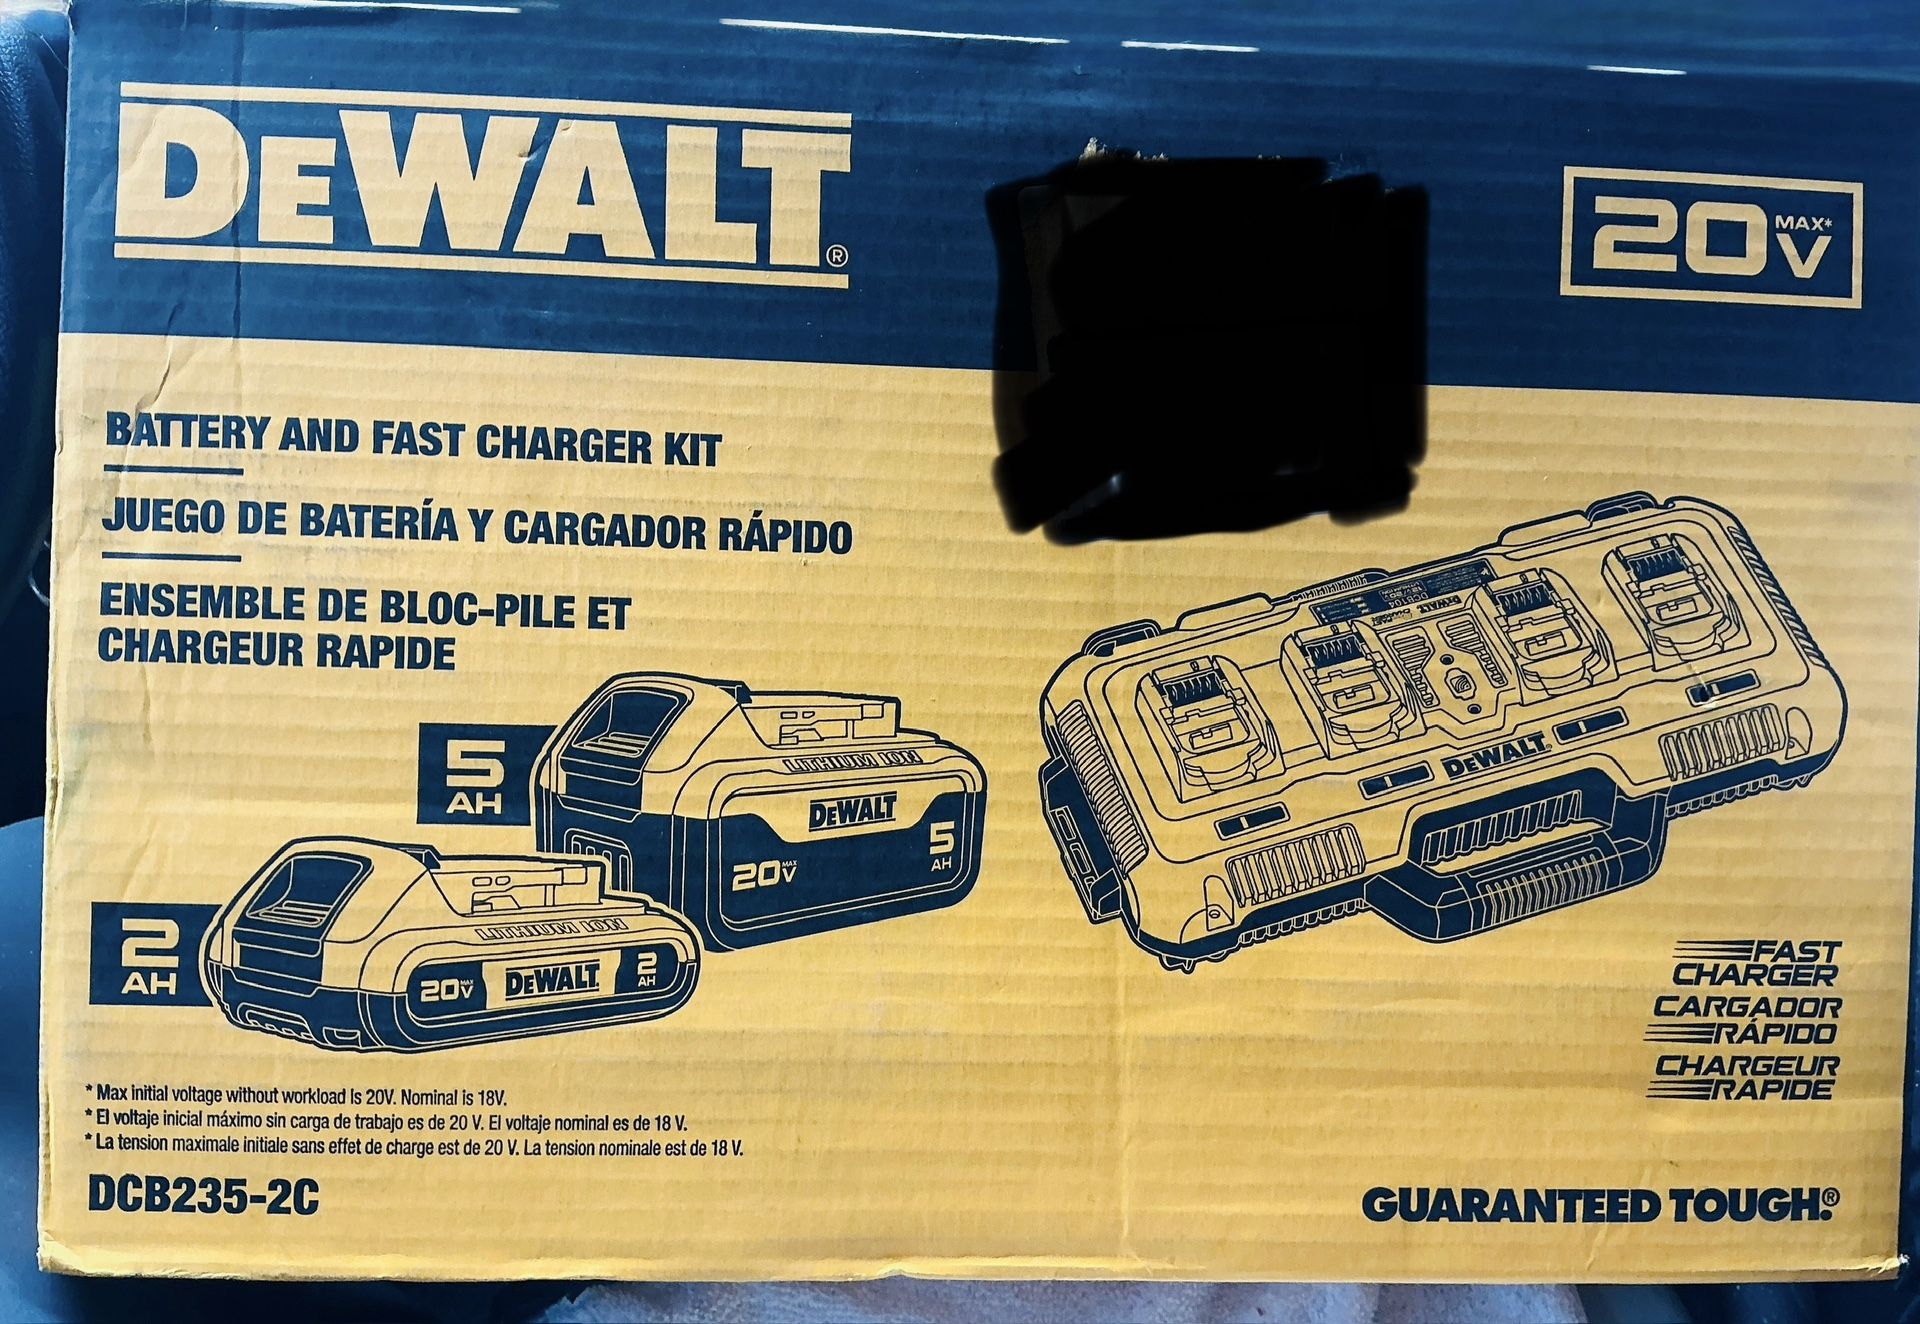 DEWALT®
20V MAX*
BATTERY AND FAST CHARGER KIT
JUEGO DE BATERÍA Y CARGADOR RÁPIDO
ENSEMBLE DE BLOC-PILE ET
CHARGEUR RAPIDE
5
AH
LITHIUM ION
DEWALT
20V MAX
5
AH
2
AH
LITHIUM ION
20V MAX
DEWALT
2
AH
DEWALT
DCB104
DEWALT®
FAST
CHARGER
CARGADOR
RÁPIDO
CHARGEUR
RAPIDE
* Max initial voltage without workload Is 20V. Nominal is 18V.
* El voltaje inicial máximo sin carga de trabajo es de 20 V. El voltaje nominal es de 18 V.
* La tension maximale initiale sans effet de charge est de 20 V. La tension nominale est de 18 V.
DCB235-2C
GUARANTEED TOUGH.®